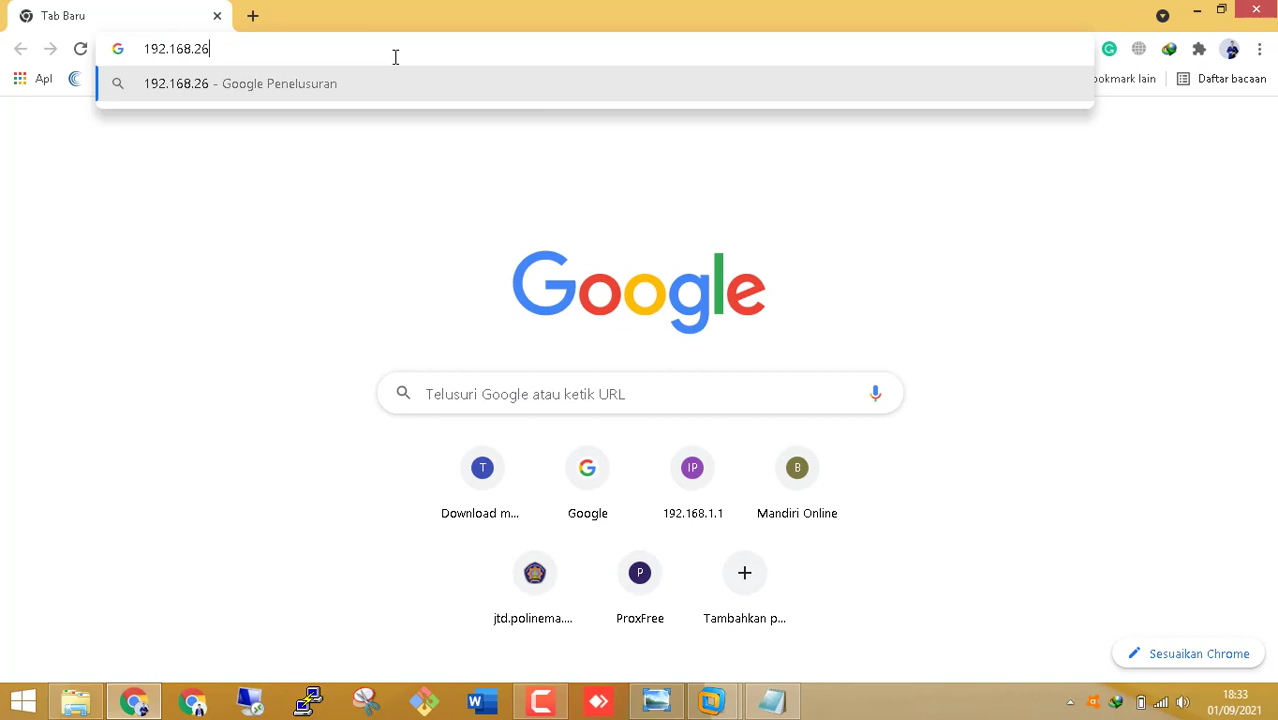 Tab Baru
192.168.26
192.168.26 - Google Penelusuran
Apl
ookmark lain
Daftar bacaan
Google
Telusuri Google atau ketik URL
T
IP
B
Download m...
Google
192.168.1.1
Mandiri Online
P
jtd.polinema....
ProxFree
Tambahkan p...
Sesuaikan Chrome
18:33
01/09/2021